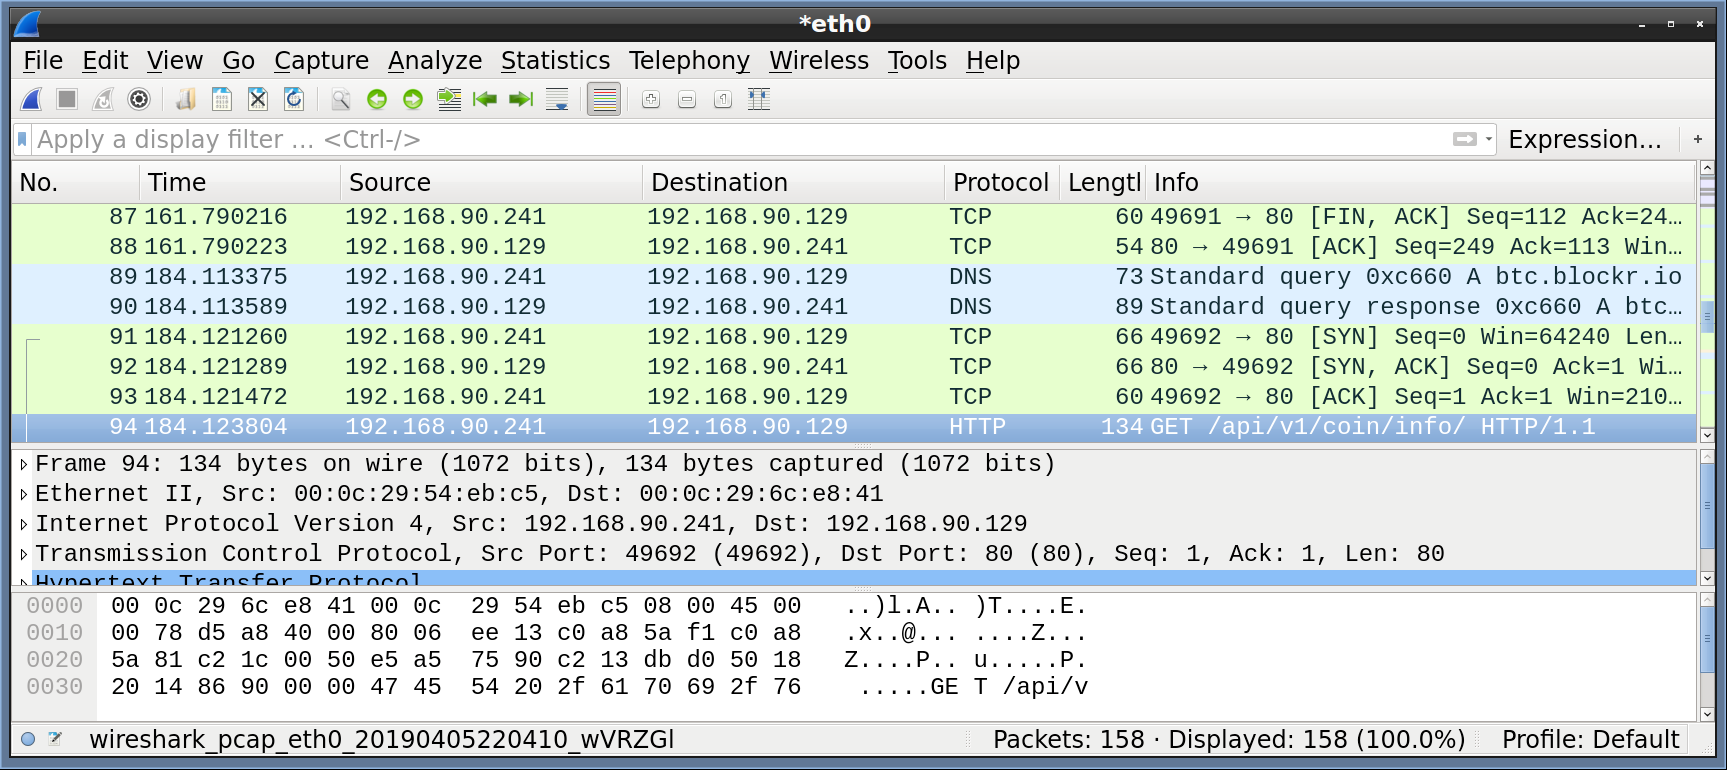 *eth0
File Edit View Go Capture Analyze Statistics Telephony Wireless Tools Help
Apply a display filter … <Ctrl-/> Expression… +
No. Time Source Destination Protocol Lengtl Info
87 161.790216 192.168.90.241 192.168.90.129 TCP 60 49691 → 80 [FIN, ACK] Seq=112 Ack=24…
88 161.790223 192.168.90.129 192.168.90.241 TCP 54 80 → 49691 [ACK] Seq=249 Ack=113 Win…
89 184.113375 192.168.90.241 192.168.90.129 DNS 73 Standard query 0xc660 A btc.blockr.io
90 184.113589 192.168.90.129 192.168.90.241 DNS 89 Standard query response 0xc660 A btc…
91 184.121260 192.168.90.241 192.168.90.129 TCP 66 49692 → 80 [SYN] Seq=0 Win=64240 Len…
92 184.121289 192.168.90.129 192.168.90.241 TCP 66 80 → 49692 [SYN, ACK] Seq=0 Ack=1 Wi…
93 184.121472 192.168.90.241 192.168.90.129 TCP 60 49692 → 80 [ACK] Seq=1 Ack=1 Win=210…
94 184.123804 192.168.90.241 192.168.90.129 HTTP 134 GET /api/v1/coin/info/ HTTP/1.1
Frame 94: 134 bytes on wire (1072 bits), 134 bytes captured (1072 bits)
Ethernet II, Src: 00:0c:29:54:eb:c5, Dst: 00:0c:29:6c:e8:41
Internet Protocol Version 4, Src: 192.168.90.241, Dst: 192.168.90.129
Transmission Control Protocol, Src Port: 49692 (49692), Dst Port: 80 (80), Seq: 1, Ack: 1, Len: 80
Hypertext Transfer Protocol
0000 00 0c 29 6c e8 41 00 0c 29 54 eb c5 08 00 45 00 ..)l.A.. )T....E.
0010 00 78 d5 a8 40 00 80 06 ee 13 c0 a8 5a f1 c0 a8 .x..@... ....Z...
0020 5a 81 c2 1c 00 50 e5 a5 75 90 c2 13 db d0 50 18 Z....P.. u.....P.
0030 20 14 86 90 00 00 47 45 54 20 2f 61 70 69 2f 76 .....GE T /api/v
wireshark_pcap_eth0_20190405220410_wVRZGl Packets: 158 · Displayed: 158 (100.0%) Profile: Default